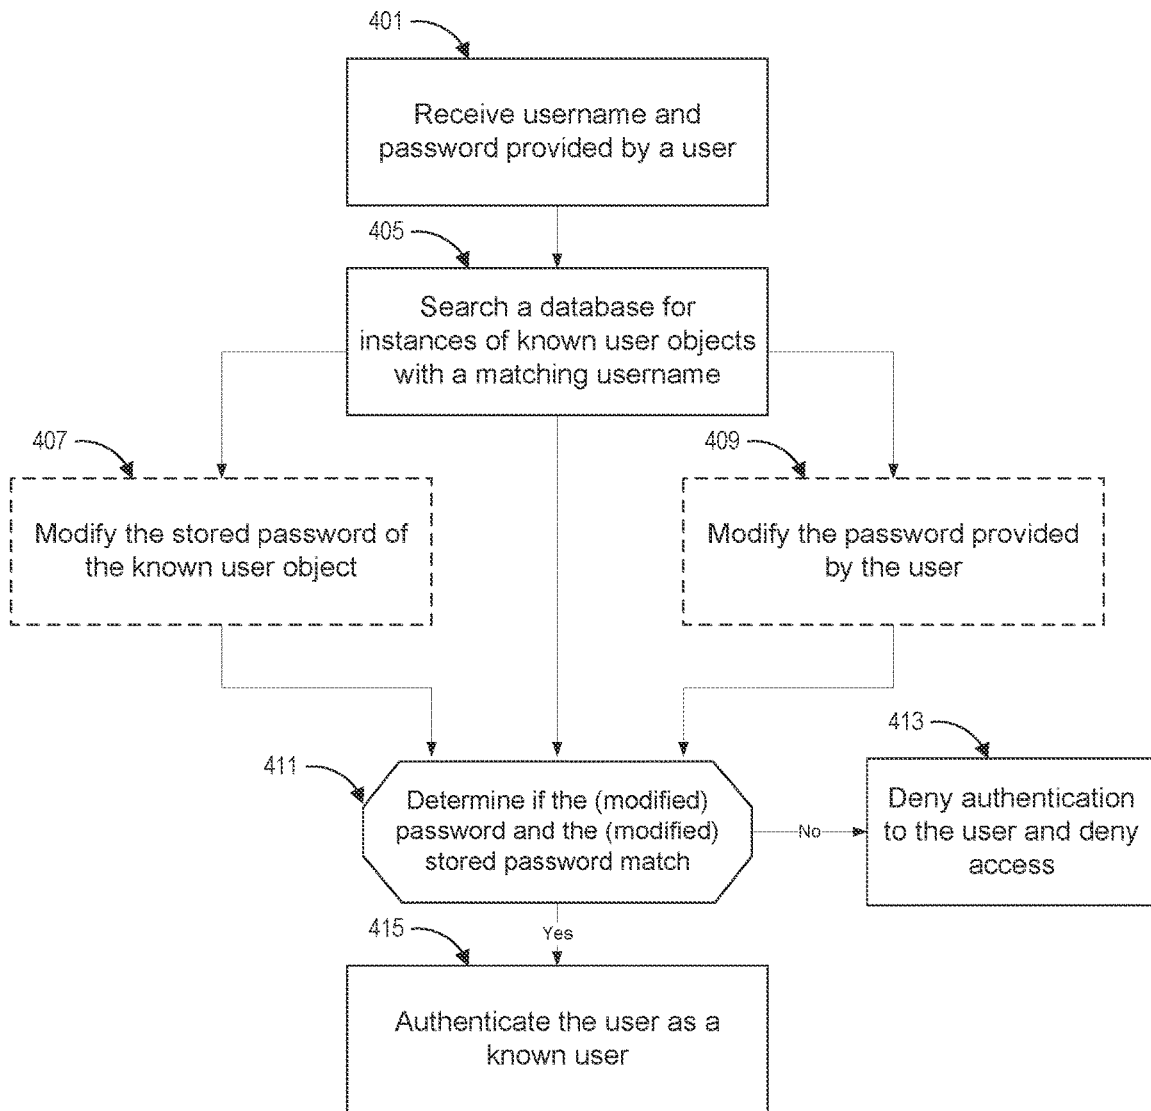 401
Receive username and
password provided by a user
405
Search a database for
instances of known user objects
with a matching username
407
Modify the stored password of
the known user object
409
Modify the password provided
by the user
411
Determine if the (modified)
password and the (modified)
stored password match
No
413
Deny authentication
to the user and deny
access
Yes
415
Authenticate the user as a
known user